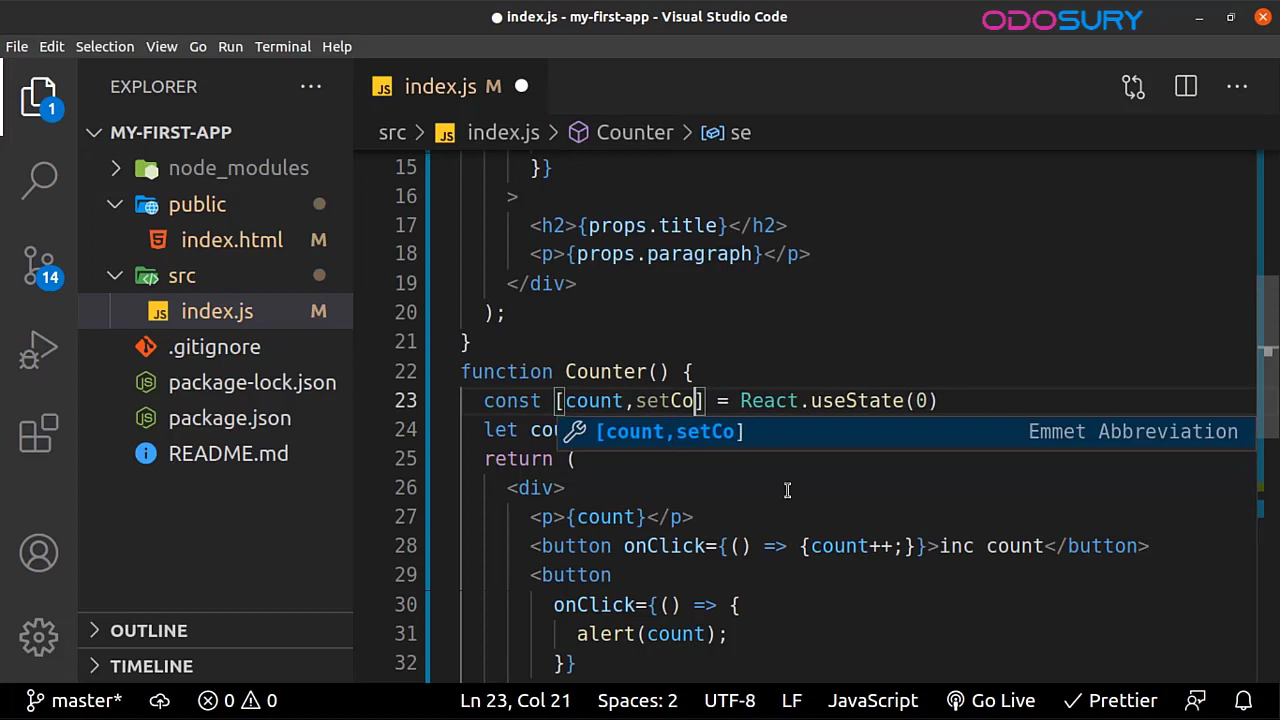 index.js - my-first-app - Visual Studio Code
ODOSURY
File Edit Selection View Go Run Terminal Help
EXPLORER
index.js M
MY-FIRST-APP
src > index.js > Counter > se
node_modules
public
index.html M
src
index.js M
.gitignore
package-lock.json
package.json
README.md
OUTLINE
TIMELINE
1
14
15 }}
16 >
17 <h2>{props.title}</h2>
18 <p>{props.paragraph}</p>
19 </div>
20 );
21 }
22 function Counter() {
23 const [count,setCo] = React.useState(0)
24 let cou
[count,setCo] Emmet Abbreviation
25 return (
26 <div>
27 <p>{count}</p>
28 <button onClick={() => {count++;}}>inc count</button>
29 <button
30 onClick={() => {
31 alert(count);
32 }}
master* 0 0 Ln 23, Col 21 Spaces: 2 UTF-8 LF JavaScript Go Live Prettier